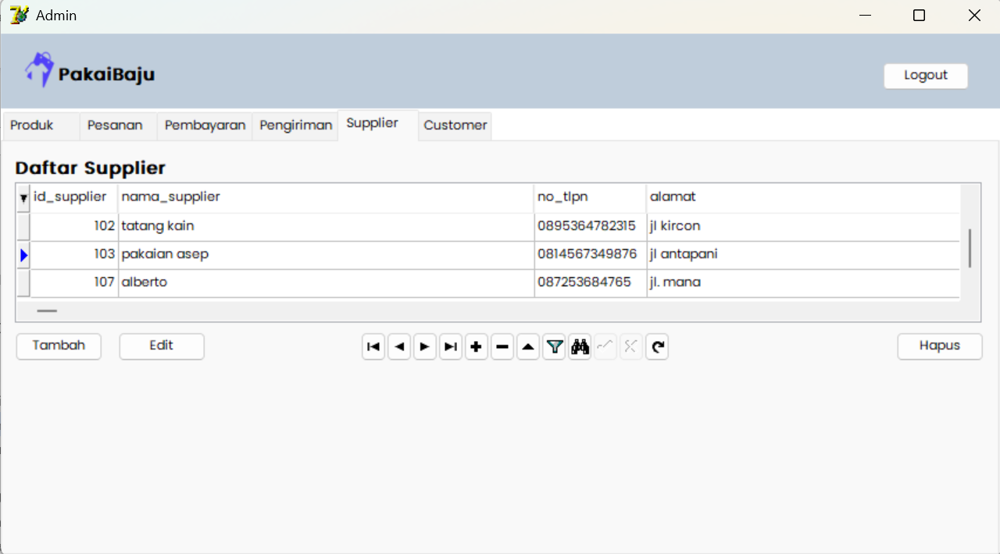 Admin
PakaiBaju
Logout
Produk Pesanan Pembayaran Pengiriman Supplier Customer
Daftar Supplier
id_supplier nama_supplier no_tlpn alamat
102 tatang kain 0895364782315 jl kircon
103 pakaian asep 0814567349876 jl antapani
107 alberto 087253684765 jl. mana
Tambah Edit Hapus